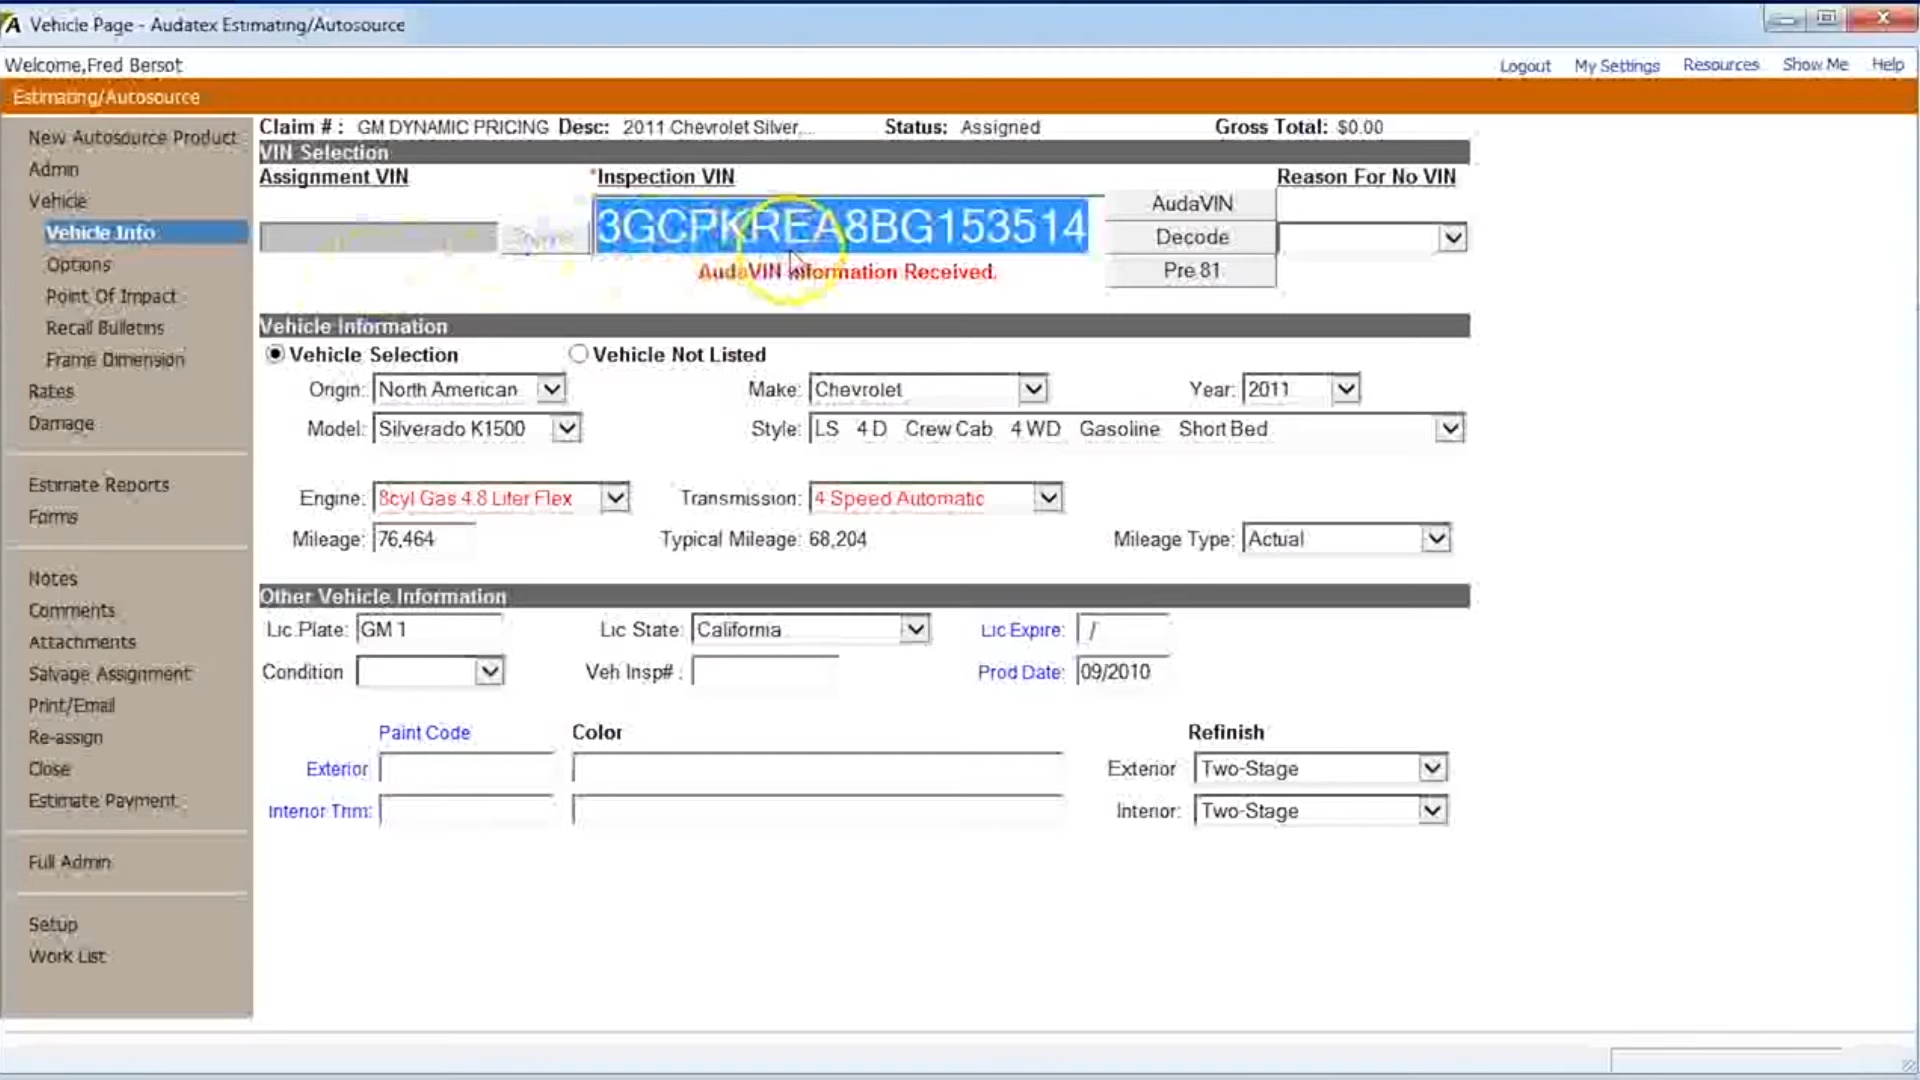 Vehicle Page - Audatex Estimating/Autosource
Welcome,Fred Bersot
Logout My Settings Resources Show Me Help
Estimating/Autosource
New Autosource Product
Admin
Vehicle
Vehicle Info
Options
Point Of Impact
Recall Bulletins
Frame Dimension
Rates
Damage
Estimate Reports
Forms
Notes
Comments
Attachments
Salvage Assignment
Print/Email
Re-assign
Close
Estimate Payment
Full Admin
Setup
Work List
Claim # : GM DYNAMIC PRICING Desc: 2011 Chevrolet Silver... Status: Assigned Gross Total: $0.00
VIN Selection
Assignment VIN *Inspection VIN Reason For No VIN
3GCPKREA8BG153514
AudaVIN
Decode
Pre 81
AudaVIN Information Received.
Vehicle Information
Vehicle Selection Vehicle Not Listed
Origin: North American Make: Chevrolet Year: 2011
Model: Silverado K1500 Style: LS 4 D Crew Cab 4 WD Gasoline Short Bed
Engine: 8cyl Gas 4.8 Liter Flex Transmission: 4 Speed Automatic
Mileage: 76,464 Typical Mileage: 68,204 Mileage Type: Actual
Other Vehicle Information
Lic.Plate: GM 1 Lic State: California Lic Expire: /
Condition Veh Insp# : Prod Date: 09/2010
Paint Code Color Refinish
Exterior Exterior Two-Stage
Interior Trim: Interior: Two-Stage